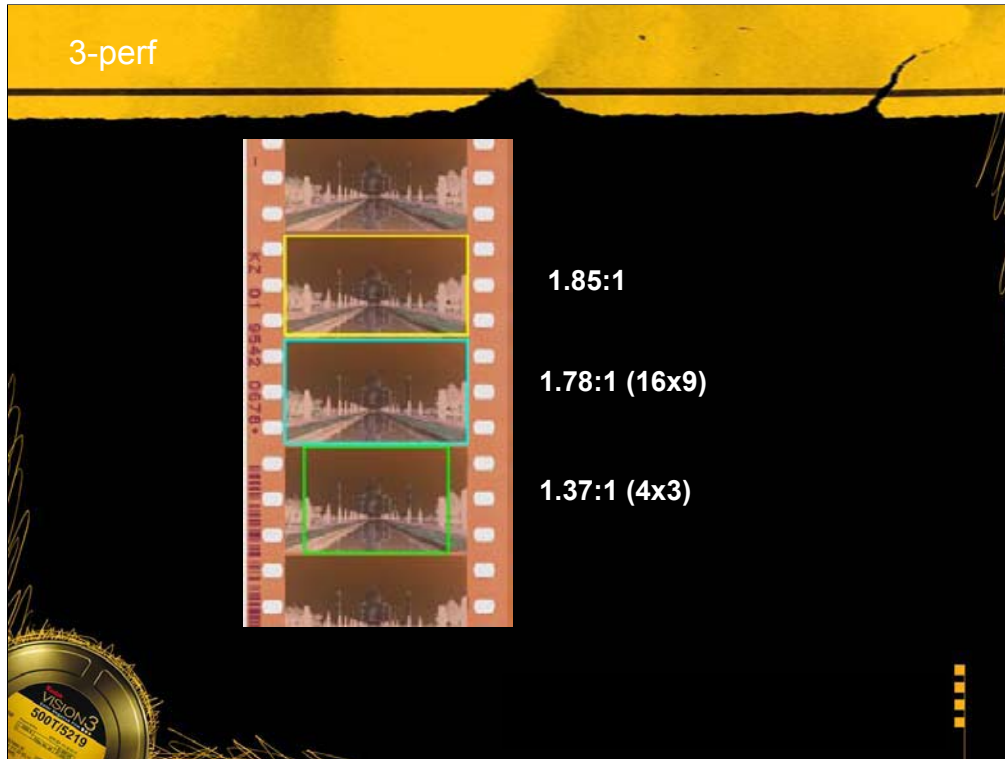 3-perf
KZ 01 9542 0678+
1.85:1
1.78:1 (16x9)
1.37:1 (4x3)
Kodak
VISION3
500T/5219